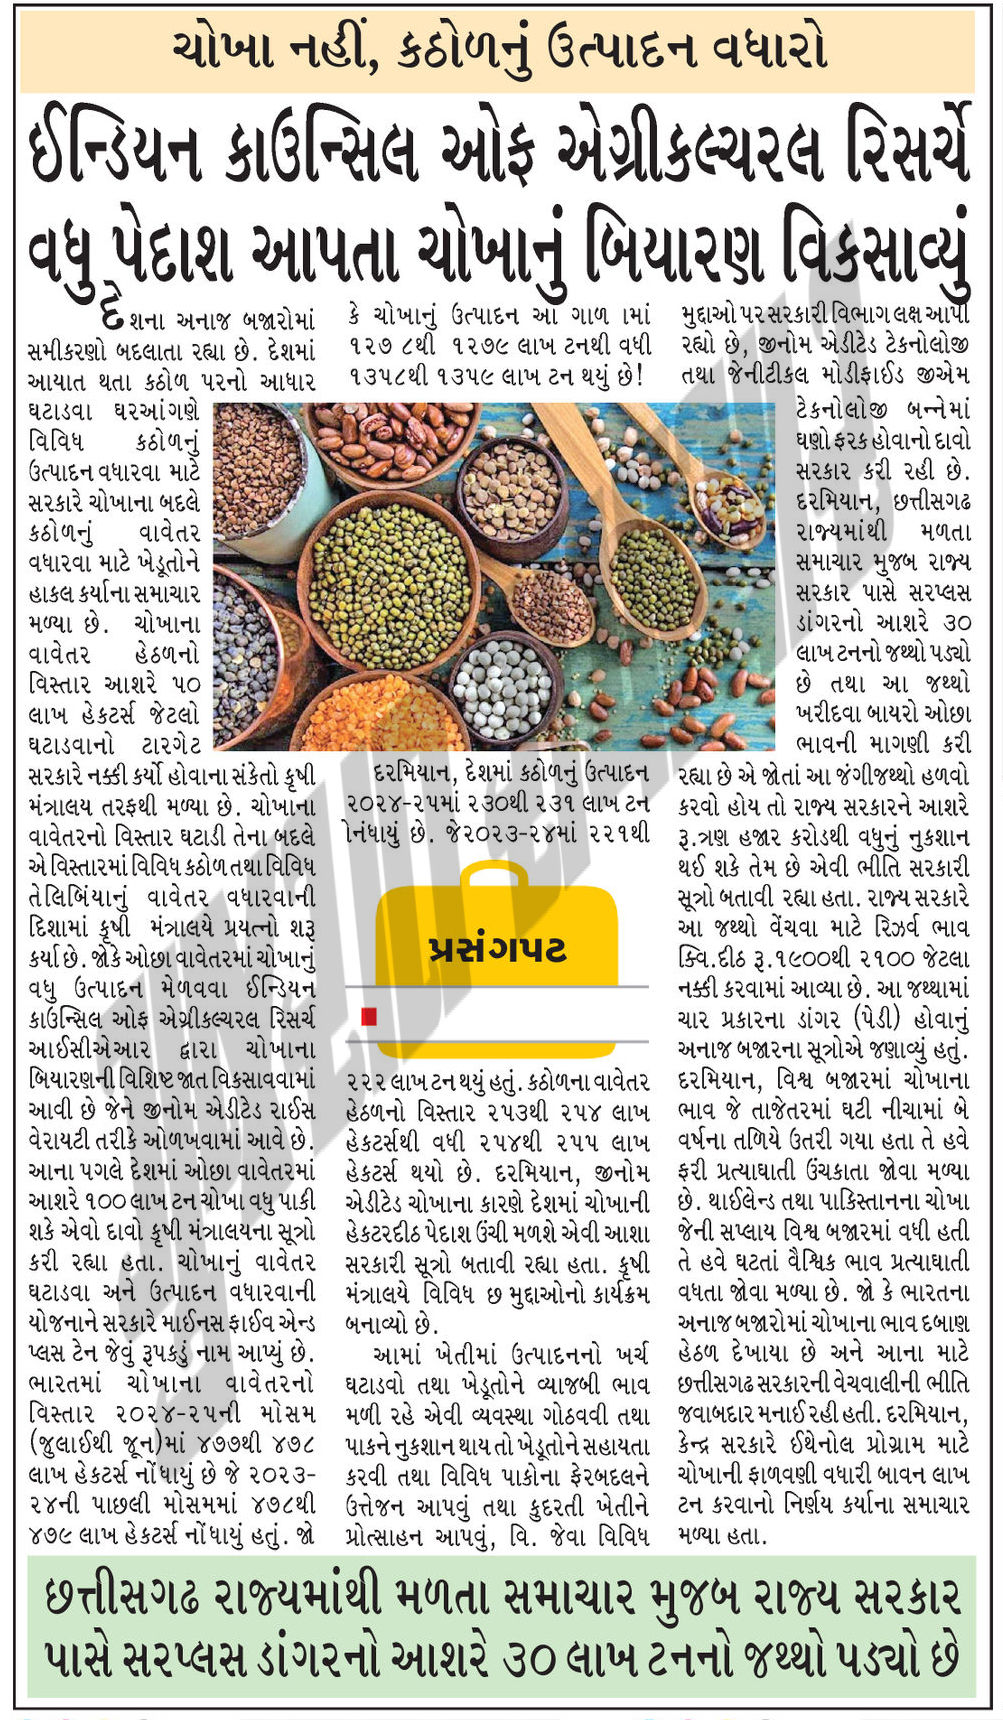 ચોખા નહીં, કઠોળનું ઉત્પાદન વધારો
ઈન્ડિયન કાઉન્સિલ ઓફ એગ્રીકલ્ચરલ રિસર્ચે
વધુ પેદાશ આપતા ચોખાનું બિયારણ વિકસાવ્યું
દેશના અનાજ બજારોમાં
સમીકરણો બદલાતા રહ્યા છે. દેશમાં
આયાત થતા કઠોળ પરનો આધાર
ઘટાડવા ઘરઆંગણે
વિવિધ કઠોળનું
ઉત્પાદન વધારવા માટે
સરકારે ચોખાના બદલે
કઠોળનું વાવેતર
વધારવા માટે ખેડૂતોને
હાકલ કર્યાના સમાચાર
મળ્યા છે. ચોખાના
વાવેતર હેઠળનો
વિસ્તાર આશરે ૫૦
લાખ હેકટર્સ જેટલો
ઘટાડવાનો ટારગેટ
સરકારે નક્કી કર્યો હોવાના સંકેતો કૃષી
મંત્રાલય તરફથી મળ્યા છે. ચોખાના
વાવેતરનો વિસ્તાર ઘટાડી તેના બદલે
એ વિસ્તારમાં વિવિધ કઠોળ તથા વિવિધ
તેલિબિંયાનું વાવેતર વધારવાની
દિશામાં કૃષી મંત્રાલયે પ્રયત્નો શરૂ
કર્યા છે. જોકે ઓછા વાવેતરમાં ચોખાનું
વધુ ઉત્પાદન મેળવવા ઈન્ડિયન
કાઉન્સિલ ઓફ એગ્રીકલ્ચરલ રિસર્ચ
આઈસીએઆર દ્વારા ચોખાના
બિયારણની વિશિષ્ટ જાત વિકસાવવામાં
આવી છે જેને જીનોમ એડીટેડ રાઈસ
વેરાયટી તરીકે ઓળખવામાં આવે છે.
આના પગલે દેશમાં ઓછા વાવેતરમાં
આશરે ૧૦૦ લાખ ટન ચોખા વધુ પાકી
શકે એવો દાવો કૃષી મંત્રાલયના સૂત્રો
કરી રહ્યા હતા. ચોખાનું વાવેતર
ઘટાડવા અને ઉત્પાદન વધારવાની
યોજનાને સરકારે માઈનસ ફાઈવ એન્ડ
પ્લસ ટેન જેવું રૂપકડું નામ આપ્યું છે.
ભારતમાં ચોખાના વાવેતરનો
વિસ્તાર ૨૦૨૪-૨૫ની મોસમ
(જુલાઈથી જૂન)માં ૪૭૭થી ૪૭૮
લાખ હેકટર્સ નોંધાયું છે જે ૨૦૨૩-
૨૪ની પાછલી મોસમમાં ૪૭૮થી
૪૭૯ લાખ હેકટર્સ નોંધાયું હતું. જો
કે ચોખાનું ઉત્પાદન આ ગાળ ામાં
૧૨૭ ૮થી ૧૨૭૯ લાખ ટનથી વધી
૧૩૫૮થી ૧૩૫૯ લાખ ટન થયું છે!
દરમિયાન, દેશમાં કઠોળનું ઉત્પાદન
૨૦૨૪-૨૫માં ૨૩૦થી ૨૩૧ લાખ ટન
નોંધાયું છે. જે૨૦૨૩-૨૪માં ૨૨૧થી
પ્રસંગપટ
૨૨૨ લાખ ટન થયું હતું. કઠોળના વાવેતર
હેઠળનો વિસ્તાર ૨૫૩થી ૨૫૪ લાખ
હેકટર્સથી વધી ૨૫૪થી ૨૫૫ લાખ
હેકટર્સ થયો છે. દરમિયાન, જીનોમ
એડીટેડ ચોખાના કારણે દેશમાં ચોખાની
હેકટરદીઠ પેદાશ ઉંચી મળશે એવી આશા
સરકારી સૂત્રો બતાવી રહ્યા હતા. કૃષી
મંત્રાલયે વિવિધ છ મુદ્દાઓનો કાર્યક્રમ
બનાવ્યો છે.
આમાં ખેતીમાં ઉત્પાદનનો ખર્ચ
ઘટાડવો તથા ખેડૂતોને વ્યાજબી ભાવ
મળી રહે એવી વ્યવસ્થા ગોઠવવી તથા
પાકને નુકશાન થાય તો ખેડૂતોને સહાયતા
કરવી તથા વિવિધ પાકોના ફેરબદલને
ઉત્તેજન આપવું તથા કુદરતી ખેતીને
પ્રોત્સાહન આપવું, વિ. જેવા વિવિધ
મુદ્દાઓ પર સરકારી વિભાગ લક્ષ આપી
રહ્યો છે, જીનોમ એડીટેડ ટેકનોલોજી
તથા જેનીટીકલ મોડીફાઈડ જીએમ
ટેકનોલોજી બન્નેમાં
ઘણો ફરક હોવાનો દાવો
સરકાર કરી રહી છે.
દરમિયાન, છત્તીસગઢ
રાજ્યમાંથી મળતા
સમાચાર મુજબ રાજ્ય
સરકાર પાસે સરપ્લસ
ડાંગરનો આશરે ૩૦
લાખ ટનનો જથ્થો પડ્યો
છે તથા આ જથ્થો
ખરીદવા બાયરો ઓછા
ભાવની માગણી કરી
રહ્યા છે એ જોતાં આ જંગીજથ્થો હળવો
કરવો હોય તો રાજ્ય સરકારને આશરે
રૂ.ત્રણ હજાર કરોડથી વધુનું નુકશાન
થઈ શકે તેમ છે એવી ભીતિ સરકારી
સૂત્રો બતાવી રહ્યા હતા. રાજ્ય સરકારે
આ જથ્થો વેંચવા માટે રિઝર્વ ભાવ
ક્વિ.દીઠ રૂ.૧૯૦૦થી ૨૧૦૦ જેટલા
નક્કી કરવામાં આવ્યા છે. આ જથ્થામાં
ચાર પ્રકારના ડાંગર (પેડી) હોવાનું
અનાજ બજારના સૂત્રોએ જણાવ્યું હતું.
દરમિયાન, વિશ્વ બજારમાં ચોખાના
ભાવ જે તાજેતરમાં ઘટી નીચામાં બે
વર્ષના તળિયે ઉતરી ગયા હતા તે હવે
ફરી પ્રત્યાઘાતી ઉંચકાતા જોવા મળ્યા
છે. થાઈલેન્ડ તથા પાકિસ્તાનના ચોખા
જેની સપ્લાય વિશ્વ બજારમાં વધી હતી
તે હવે ઘટતાં વૈશ્વિક ભાવ પ્રત્યાઘાતી
વધતા જોવા મળ્યા છે. જો કે ભારતના
અનાજ બજારોમાં ચોખાના ભાવ દબાણ
હેઠળ દેખાયા છે અને આના માટે
છત્તીસગઢ સરકારની વેચવાલીની ભીતિ
જવાબદાર મનાઈ રહી હતી. દરમિયાન,
કેન્દ્ર સરકારે ઈથેનોલ પ્રોગ્રામ માટે
ચોખાની ફાળવણી વધારી બાવન લાખ
ટન કરવાનો નિર્ણય કર્યાના સમાચાર
મળ્યા હતા.
છત્તીસગઢ રાજ્યમાંથી મળતા સમાચાર મુજબ રાજ્ય સરકાર
પાસે સરપ્લસ ડાંગરનો આશરે ૩૦ લાખ ટનનો જથ્થો પડ્યો છે